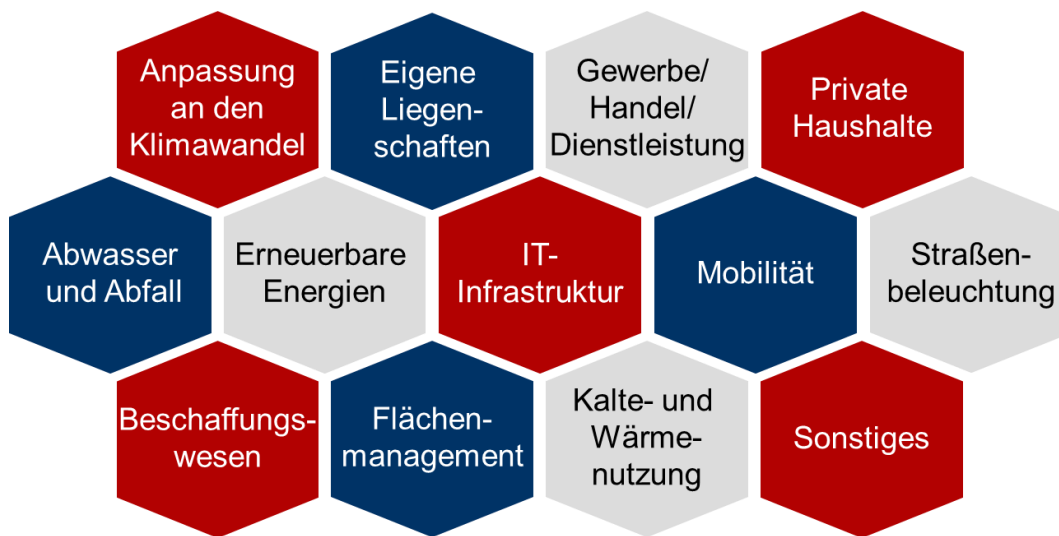 Anpassung
an den
Klimawandel
Eigene
Liegen-
schaften
Gewerbe/
Handel/
Dienstleistung
Private
Haushalte
Abwasser
und Abfall
Erneuerbare
Energien
IT-
Infrastruktur
Mobilität
Straßen-
beleuchtung
Beschaffungs-
wesen
Flächen-
management
Kalte- und
Wärme-
nutzung
Sonstiges